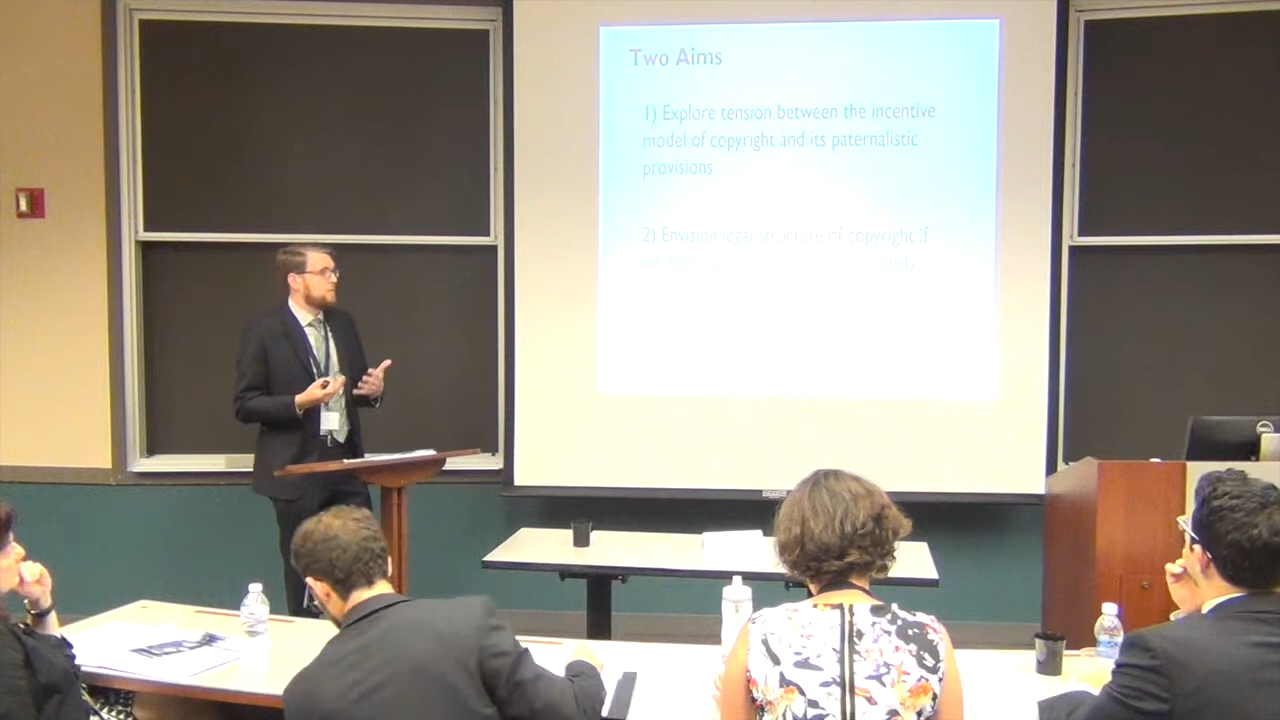 Two Aims
1) Explore tension between the incentive
model of copyright and its paternalistic
provisions
2) Envision legal structure of copyright if
DELL